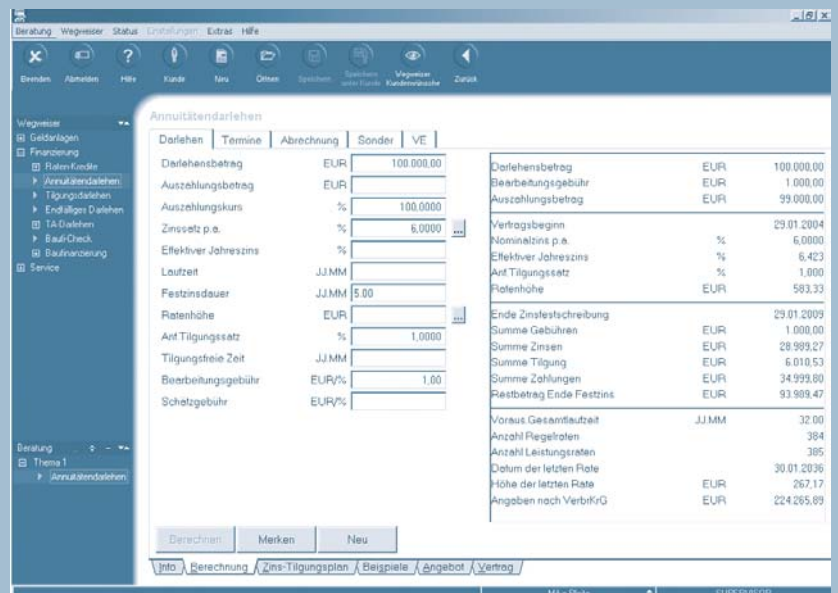 Beratung Wegweiser Status Einstellungen Extras Hilfe
Beenden Abmelden Hilfe Kunde Neu Öffnen Speichern Speichern unter Kunde Wegweiser Kundenwünsche Zurück
Wegweiser
Geldanlagen
Finanzierung
Raten-Kredite
Annuitätendarlehen
Tilgungsdarlehen
Endfälliges Darlehen
TA-Darlehen
Baufi-Check
Baufinanzierung
Service
Beratung
Thema 1
Annuitätendarlehen
Annuitätendarlehen
Darlehen Termine Abrechnung Sonder VE
Darlehensbetrag EUR 100.000,00
Auszahlungsbetrag EUR
Auszahlungskurs % 100,0000
Zinssatz p.a. % 6,0000 ...
Effektiver Jahreszins %
Laufzeit JJ.MM
Festzinsdauer JJ.MM 5.00
Ratenhöhe EUR ...
Anf.Tilgungssatz % 1,0000
Tilgungsfreie Zeit JJ.MM
Bearbeitungsgebühr EUR/% 1,00
Schätzgebühr EUR/%
Darlehensbetrag EUR 100.000,00
Bearbeitungsgebühr EUR 1.000,00
Auszahlungsbetrag EUR 99.000,00
Vertragsbeginn 29.01.2004
Nominalzins p.a. % 6,0000
Effektiver Jahreszins % 6,423
Anf.Tilgungssatz % 1,000
Ratenhöhe EUR 583,33
Ende Zinsfestschreibung 29.01.2009
Summe Gebühren EUR 1.000,00
Summe Zinsen EUR 28.989,27
Summe Tilgung EUR 6.010,53
Summe Zahlungen EUR 34.999,80
Restbetrag Ende Festzins EUR 93.989,47
Voraus.Gesamtlaufzeit JJ.MM 32.00
Anzahl Regelraten 384
Anzahl Leistungsraten 385
Datum der letzten Rate 30.01.2036
Höhe der letzten Rate EUR 267,17
Angaben nach VerbrKrG EUR 224.265,89
Berechnen Merken Neu
Info Berechnung Zins-Tilgungsplan Beispiele Angebot Vertrag
SUPERVISOR